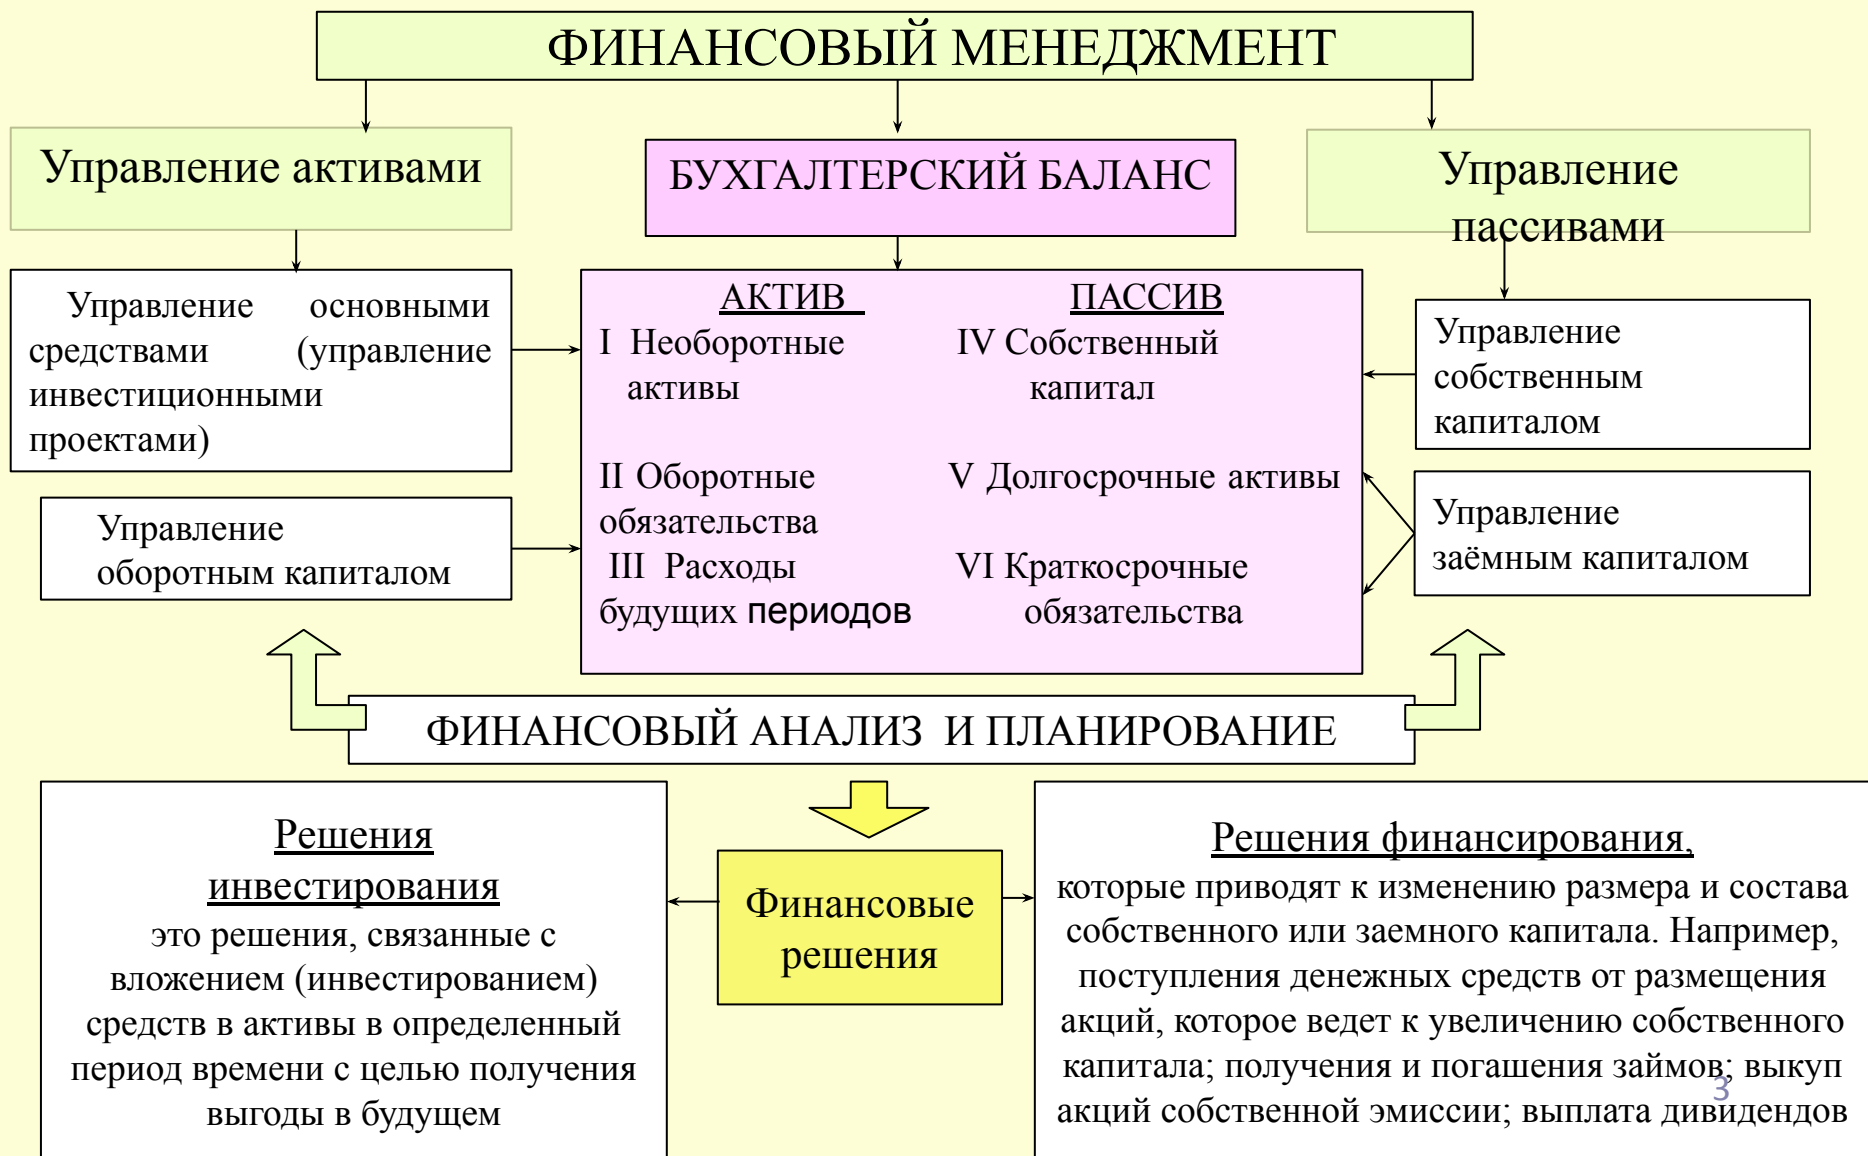 ФИНАНСОВЫЙ МЕНЕДЖМЕНТ
Управление активами
БУХГАЛТЕРСКИЙ БАЛАНС
Управление
пассивами
Управление основными
средствами (управление
инвестиционными
проектами)
Управление
оборотным капиталом
АКТИВ ПАССИВ
I Необоротные IV Собственный
активы капитал
II Оборотные V Долгосрочные активы
обязательства
III Расходы VI Краткосрочные
будущих периодов обязательства
Управление
собственным
капиталом
Управление
заёмным капиталом
ФИНАНСОВЫЙ АНАЛИЗ И ПЛАНИРОВАНИЕ
Решения
инвестирования
это решения, связанные с
вложением (инвестированием)
средств в активы в определенный
период времени с целью получения
выгоды в будущем
Финансовые
решения
Решения финансирования,
которые приводят к изменению размера и состава
собственного или заемного капитала. Например,
поступления денежных средств от размещения
акций, которое ведет к увеличению собственного
капитала; получения и погашения займов; выкуп
акций собственной эмиссии; выплата дивидендов
3